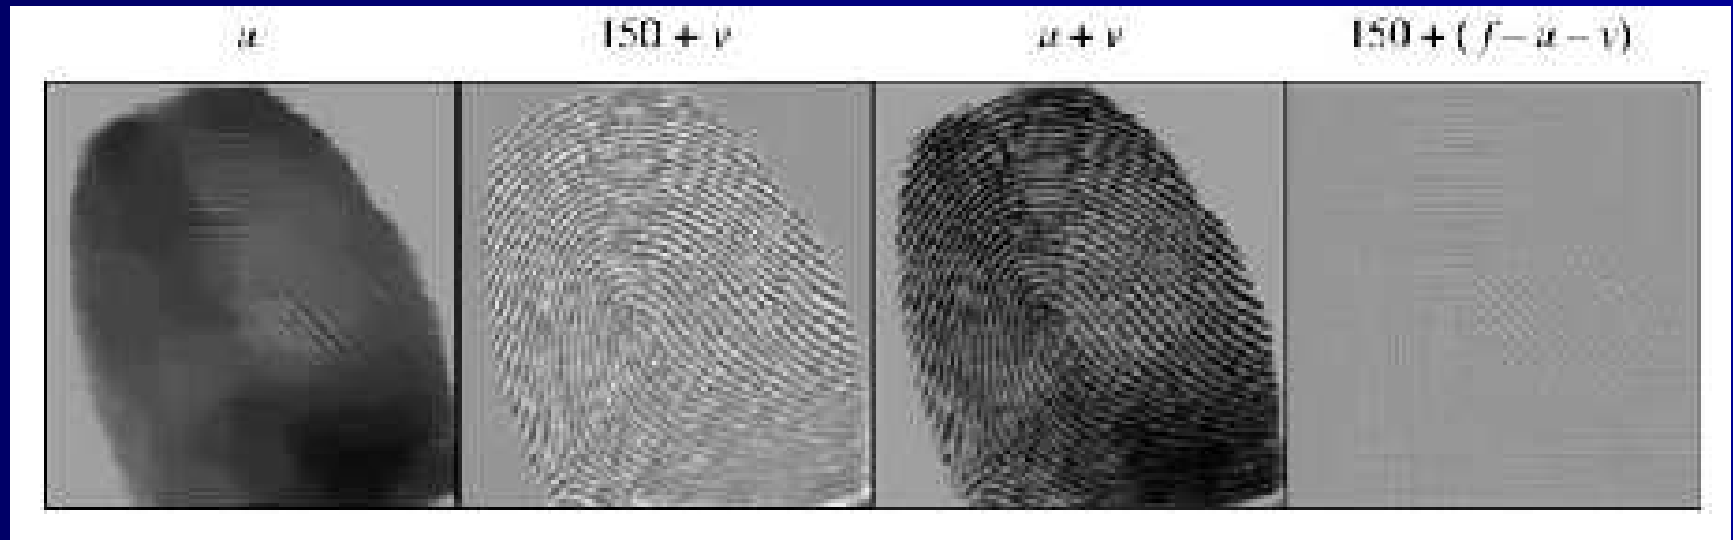 u
150 + v
u + v
150 + (f - u - v)